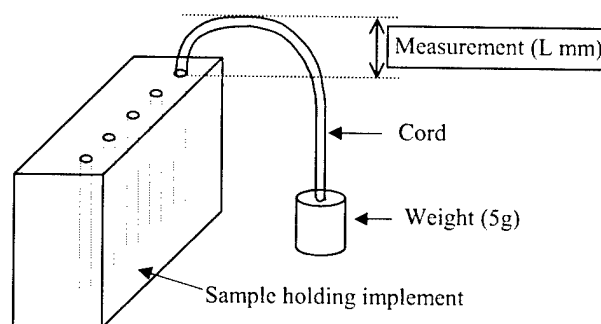 Measurement (L mm)
Cord
Weight (5g)
Sample holding implement